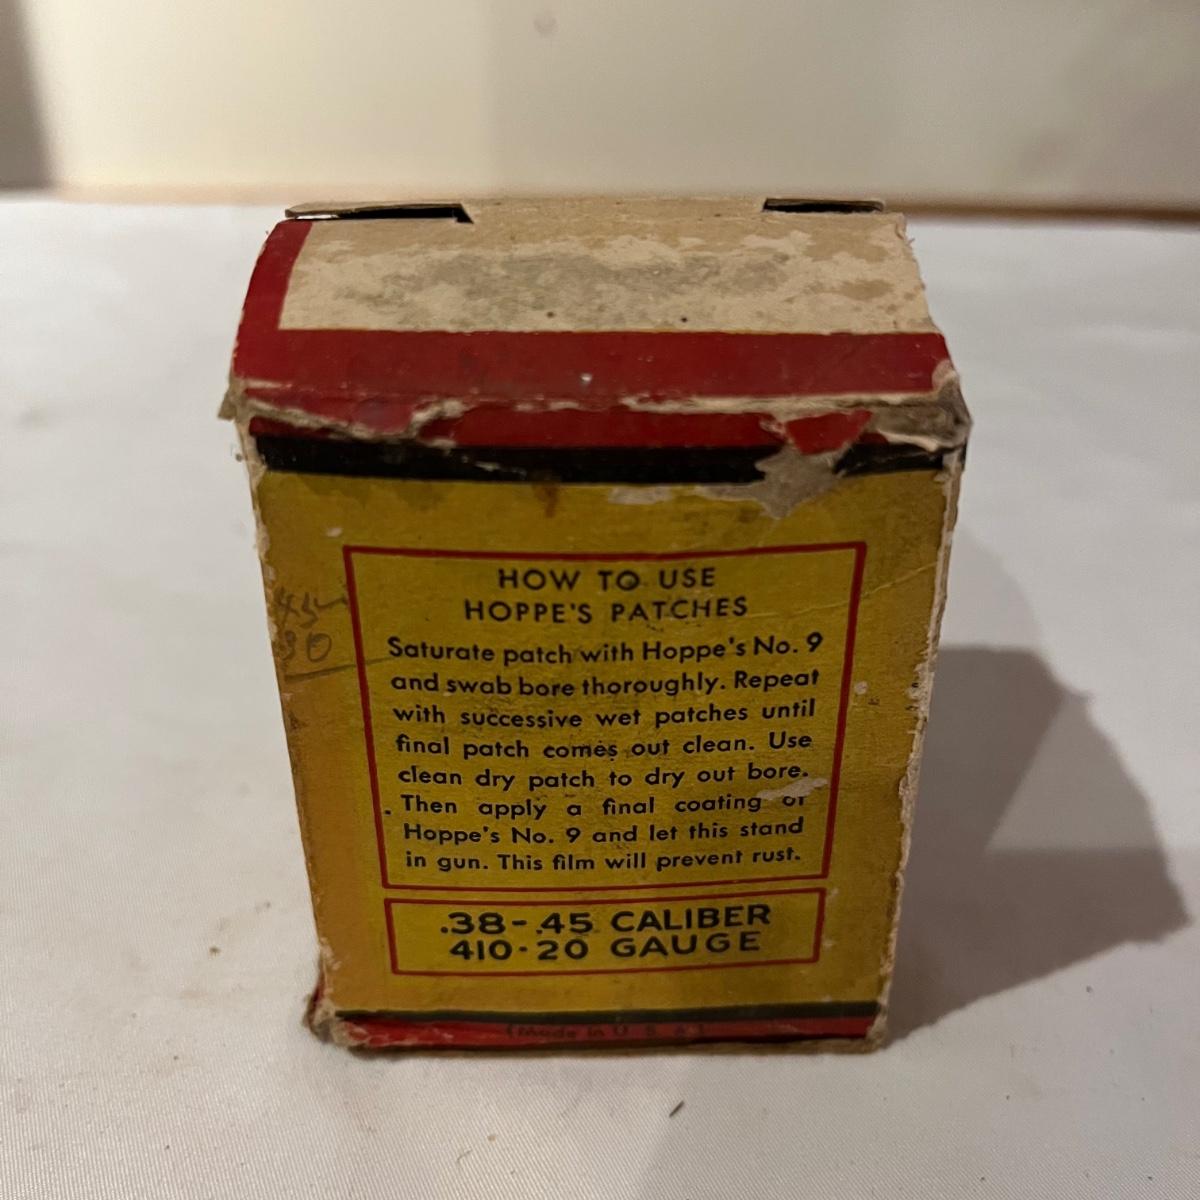 HOW TO USE
HOPPE'S PATCHES
Saturate patch with Hoppe's No. 9
and swab bore thoroughly. Repeat
with successive wet patches until
final patch comes out clean. Use
clean dry patch to dry out bore.
Then apply a final coating of
Hoppe's No. 9 and let this stand
in gun. This film will prevent rust.
.38-.45 CALIBER
410-20 GAUGE
(Made in U S A)